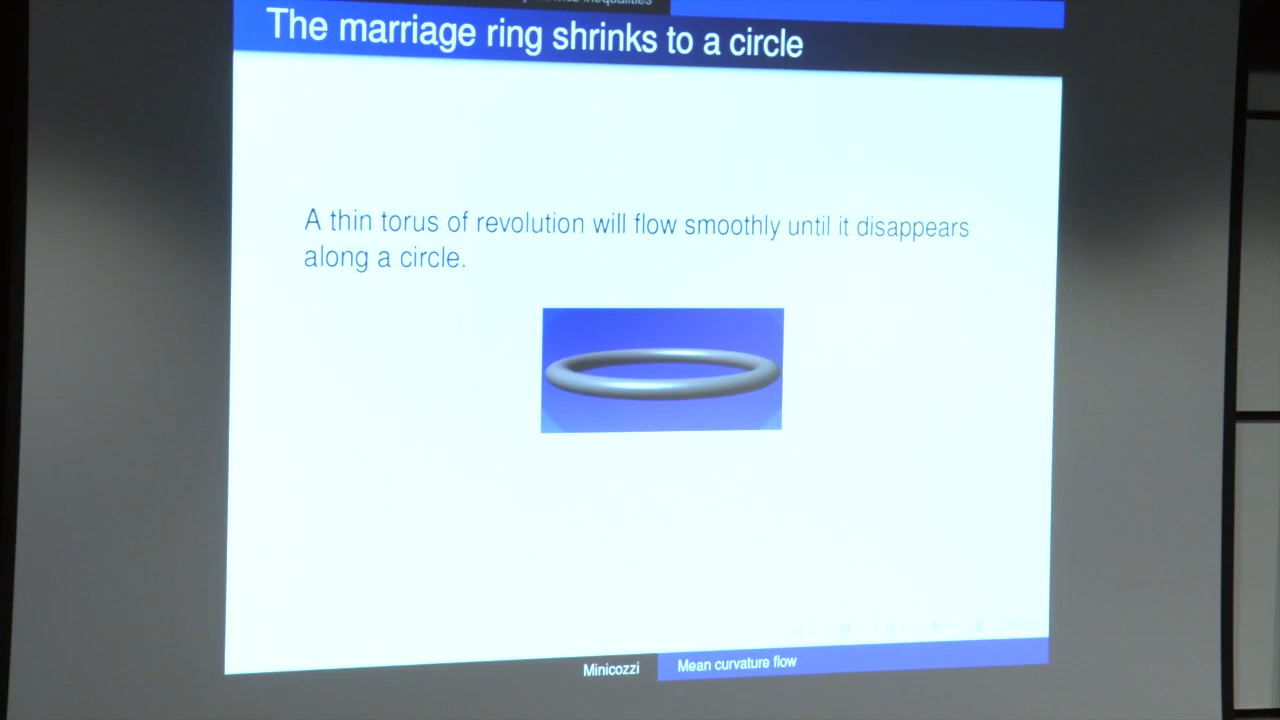 inequalities
The marriage ring shrinks to a circle
A thin torus of revolution will flow smoothly until it disappears
along a circle.
Minicozzi
Mean curvature flow